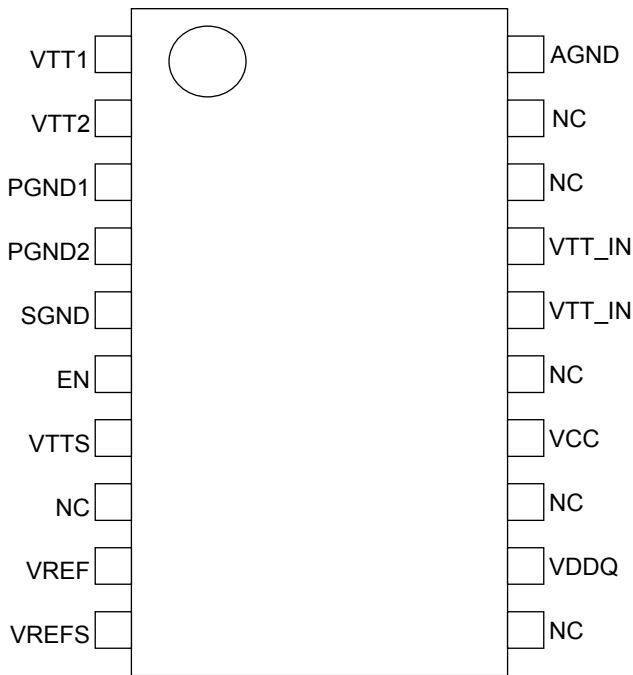 VTT1 AGND
VTT2 NC
PGND1 NC
PGND2 VTT_IN
SGND VTT_IN
EN NC
VTTS VCC
NC NC
VREF VDDQ
VREFS NC